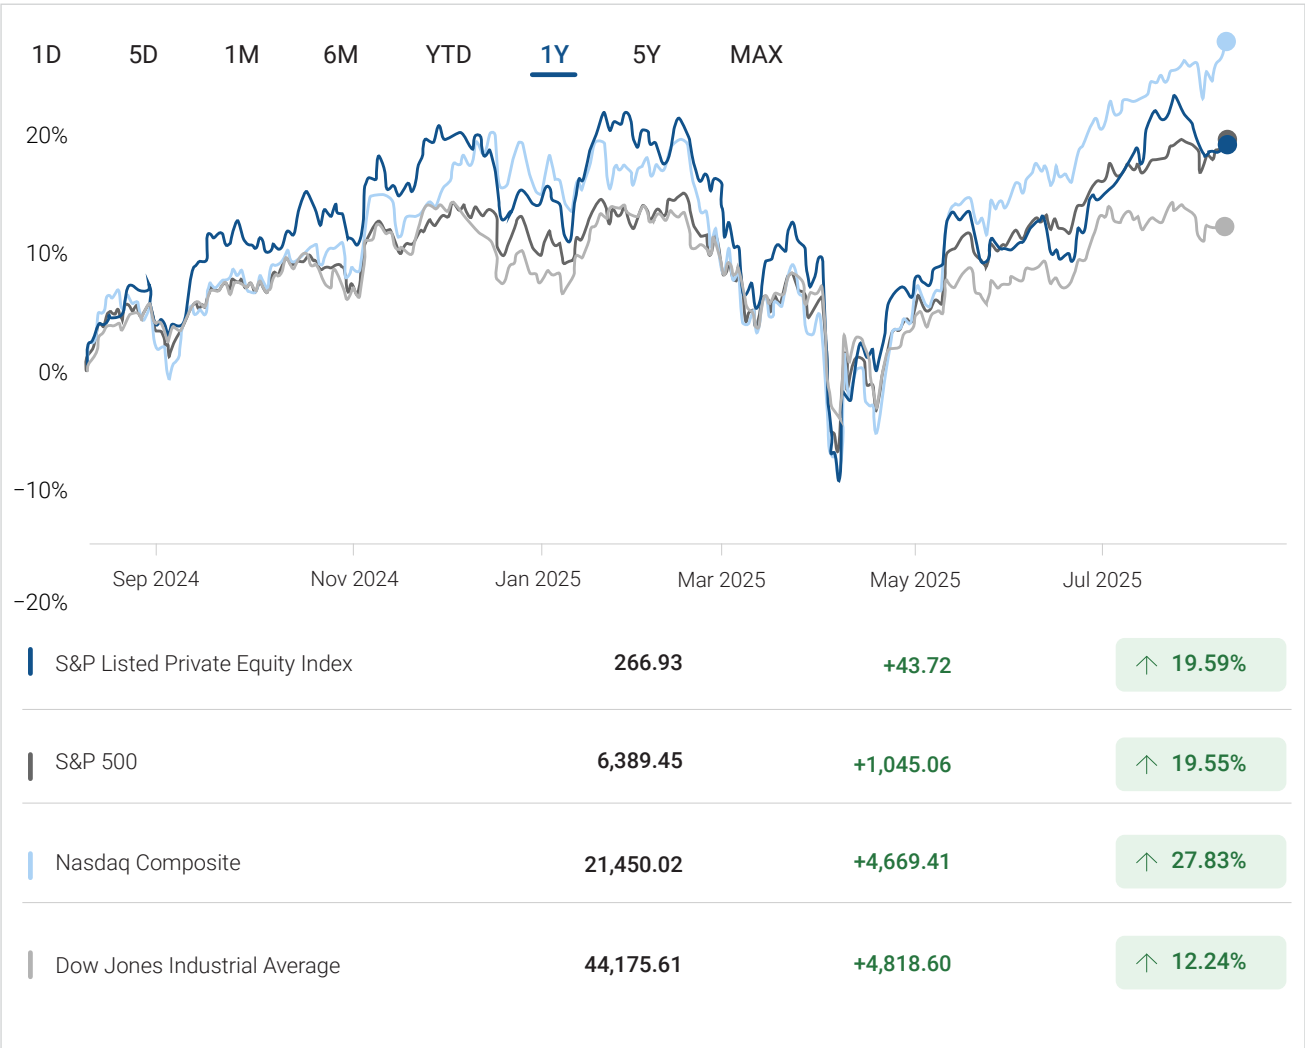 1D 5D 1M 6M YTD 1Y 5Y MAX
20%
10%
0%
−10%
Sep 2024 Nov 2024 Jan 2025 Mar 2025 May 2025 Jul 2025
−20%
S&P Listed Private Equity Index 266.93 +43.72 ↑ 19.59%
S&P 500 6,389.45 +1,045.06 ↑ 19.55%
Nasdaq Composite 21,450.02 +4,669.41 ↑ 27.83%
Dow Jones Industrial Average 44,175.61 +4,818.60 ↑ 12.24%